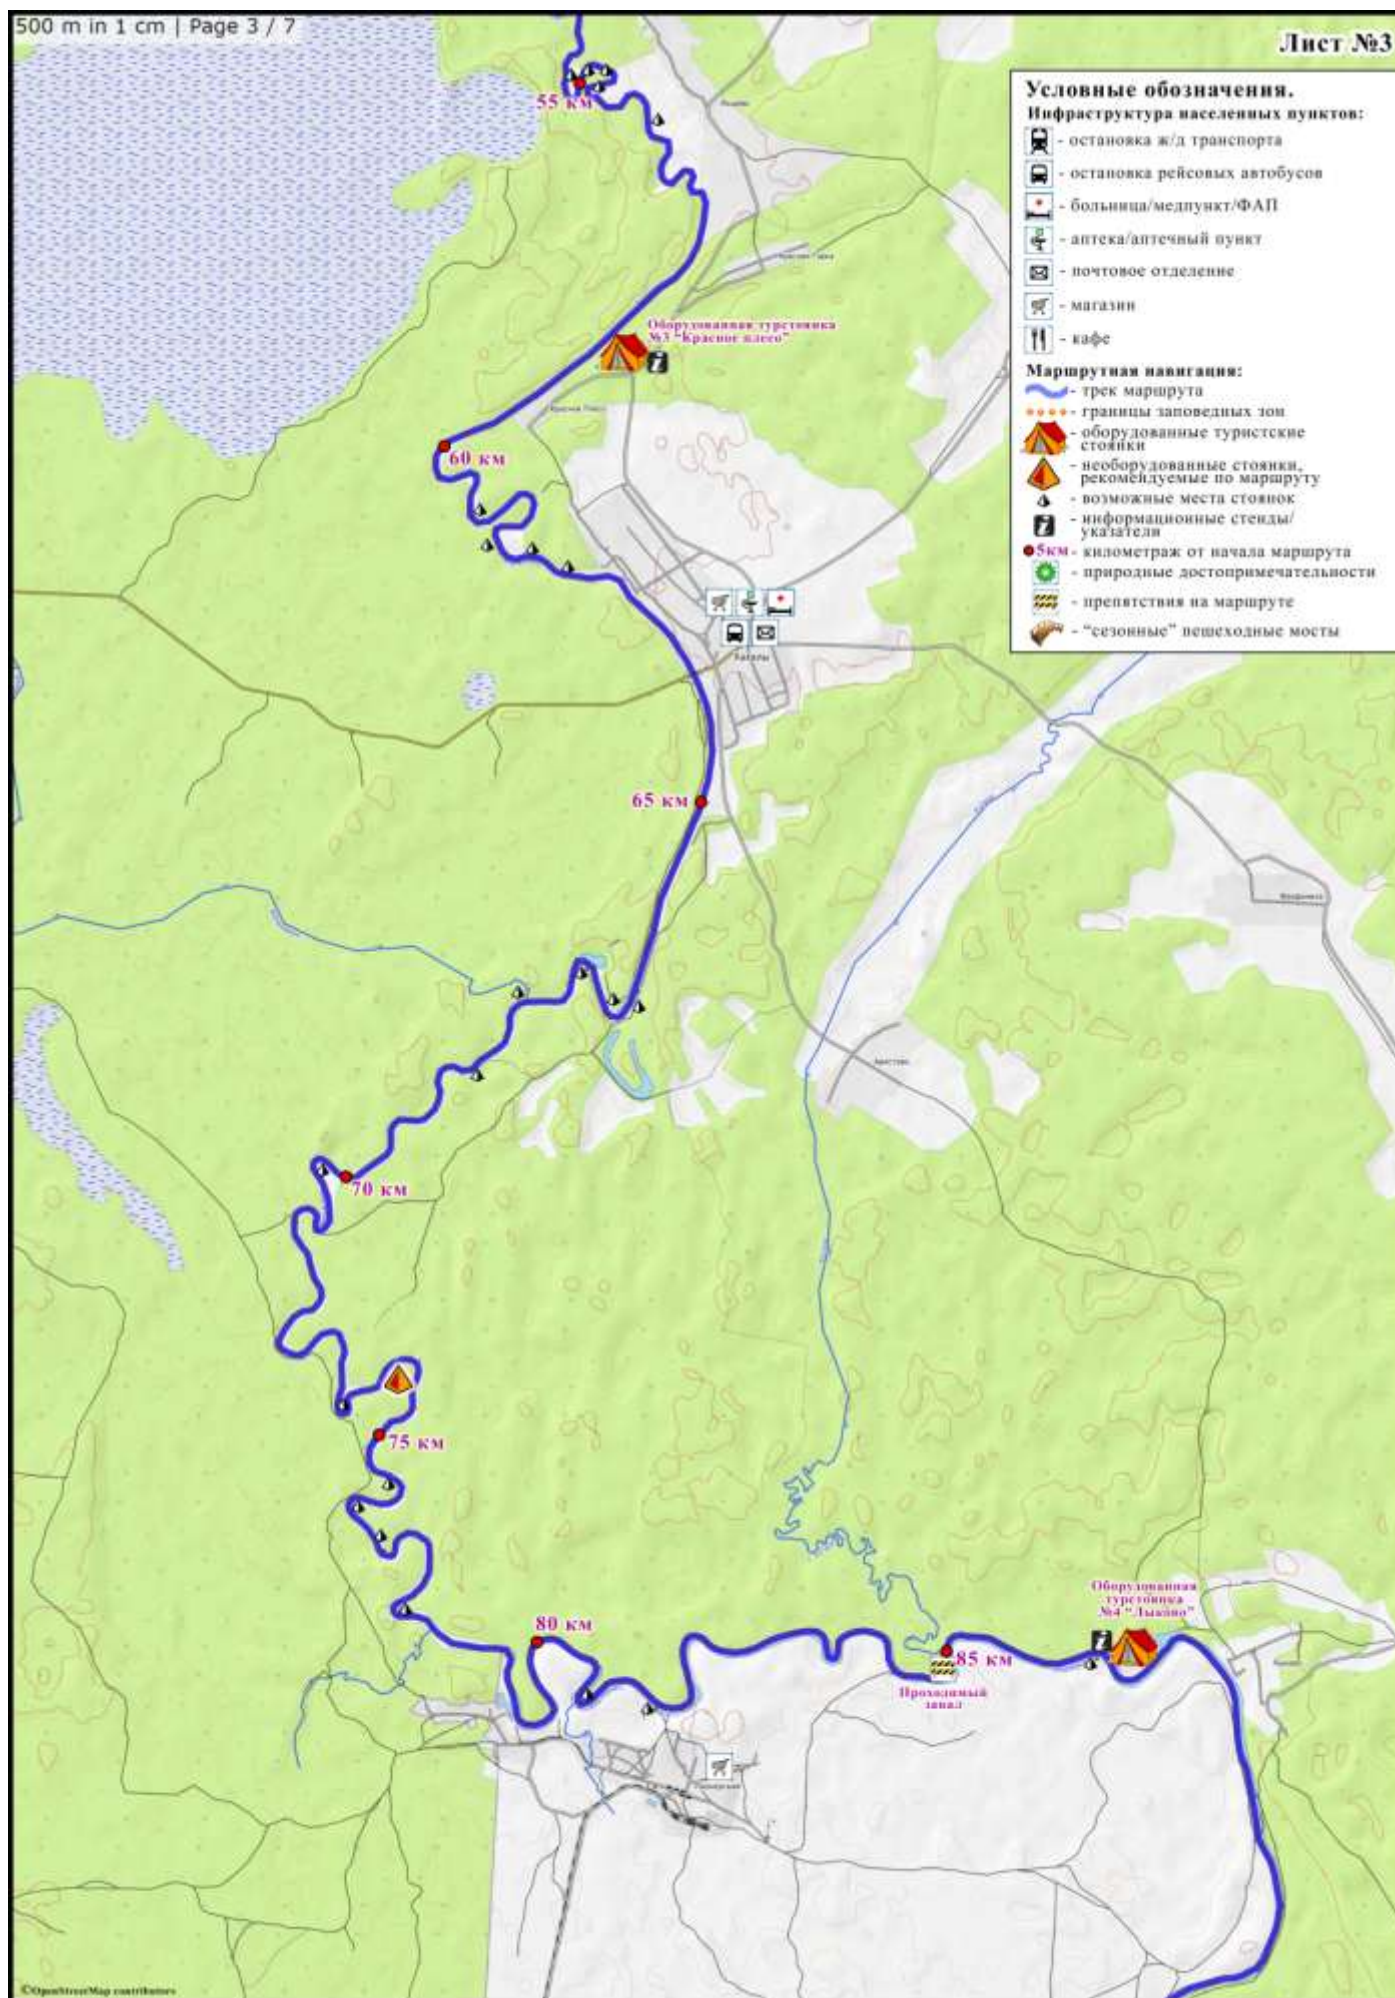 500 m in 1 cm | Page 3 / 7
Лист №3
Условные обозначения.
Инфраструктура населенных пунктов:
- остановка ж/д транспорта
- остановка рейсовых автобусов
- больница/медпункт/ФАП
- аптека/аптечный пункт
- почтовое отделение
- магазин
- кафе
Маршрутная навигация:
- трек маршрута
- границы заповедных зон
- оборудованные туристские
стоянки
- необорудованные стоянки,
рекомендуемые по маршруту
- возможные места стоянок
- информационные стенды/
указатели
5км - километраж от начала маршрута
- природные достопримечательности
- препятствия на маршруте
- "сезонные" пешеходные мосты
55 км
Оборудованная турстоянка
№3 "Красное плесо"
60 км
65 км
70 км
75 км
80 км
Оборудованная
турстоянка
№4 "Лыково"
85 км
Проходимый
завал
©OpenStreetMap contributors